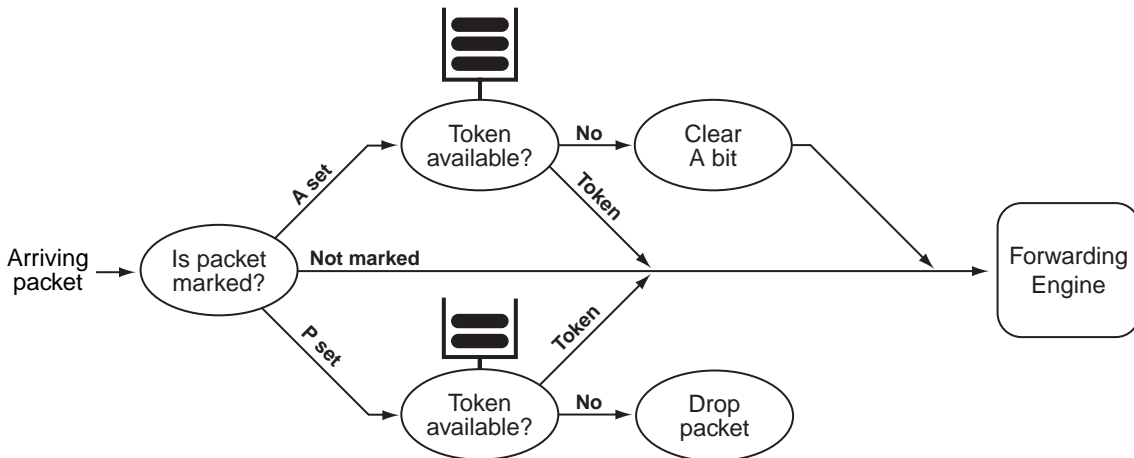 Token
available?
No
Clear
A bit
A set
Token
Arriving
packet
Is packet
marked?
Not marked
Forwarding
Engine
P set
Token
Token
available?
No
Drop
packet